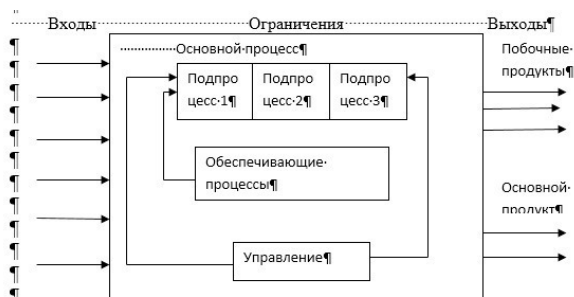 Входы Ограничения Выходы¶
¶ Основной·процесс¶ Побочные·
¶ Подпро Подпро Подпро продукты¶
¶ цесс·1¶ цесс·2¶ цесс·3¶
¶
¶
¶
¶ Обеспечивающие·
¶ процессы¶
¶ Основной·
¶ продукт¶
¶
¶ Управление¶
¶
¶